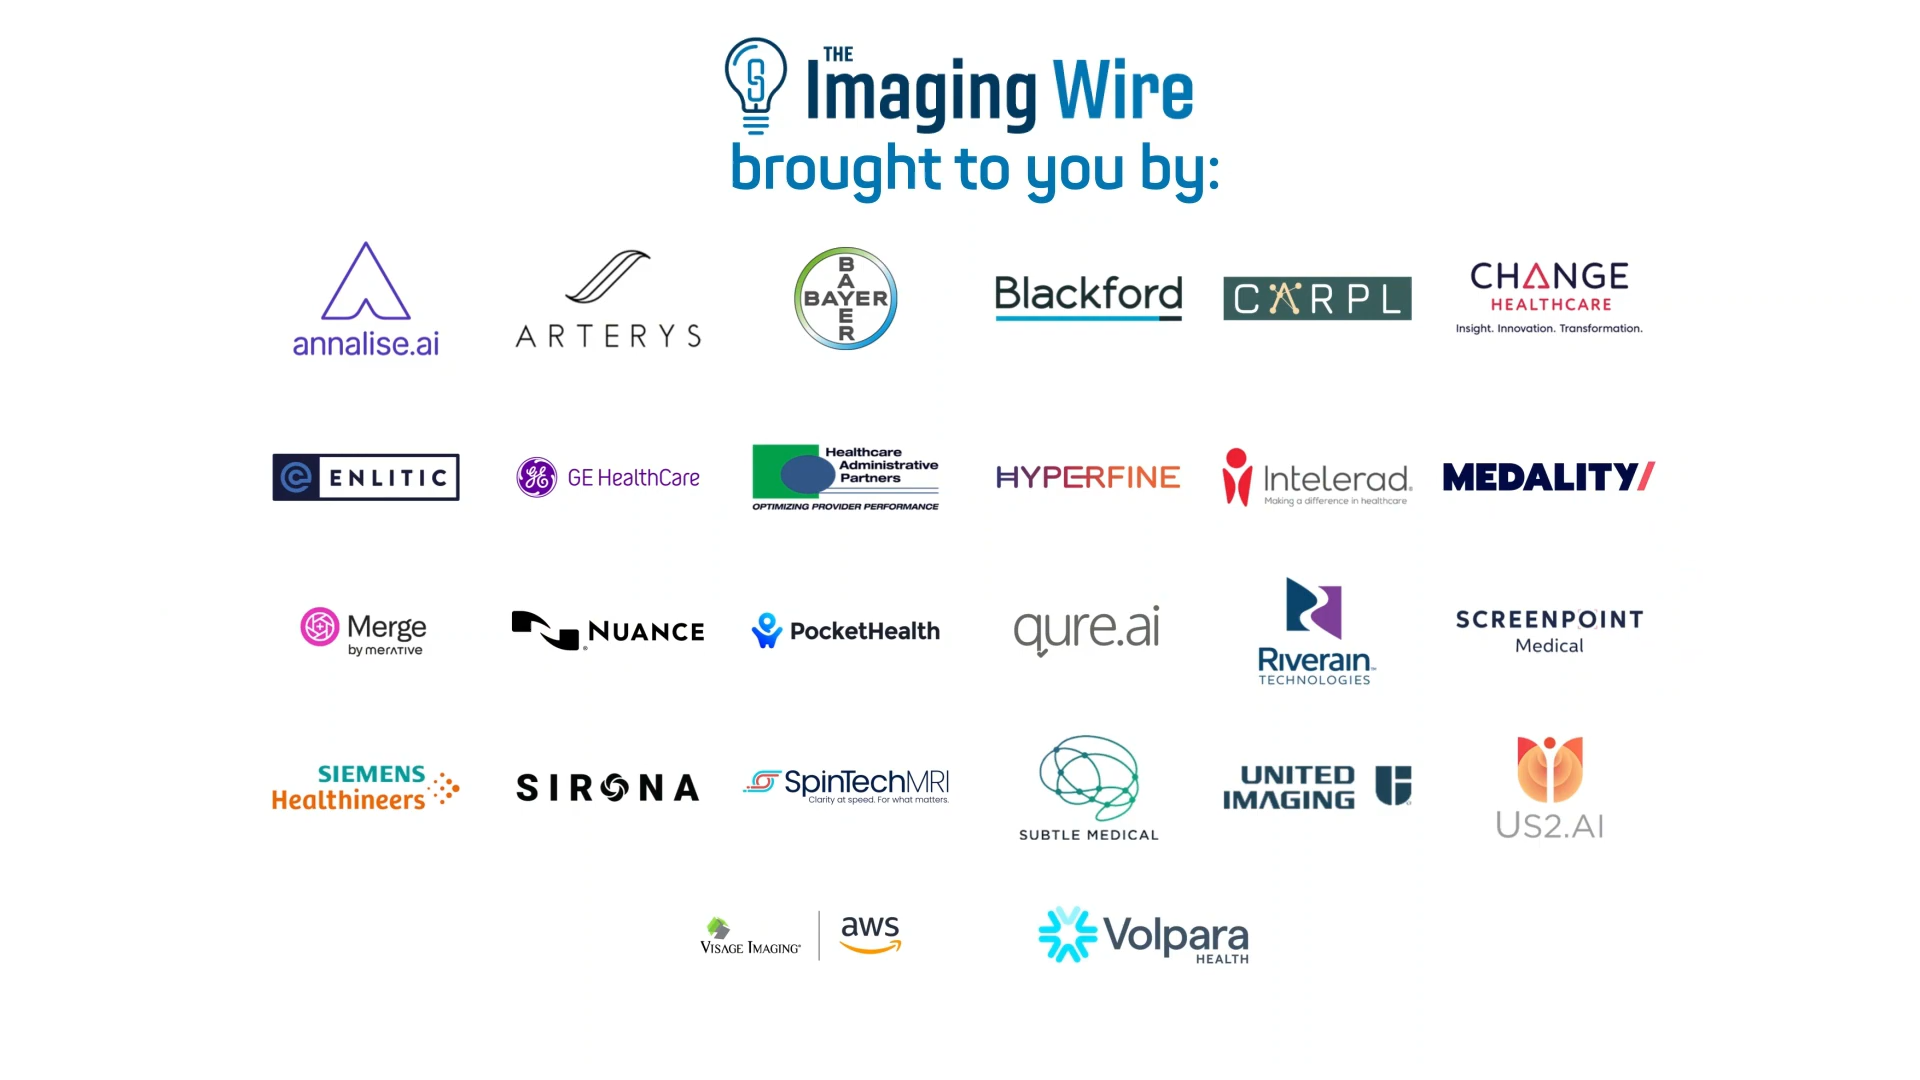 THE
Imaging Wire
brought to you by:
annalise.ai
ARTERYS
BAYER
BAYER
Blackford
CARPL
CHANGE
HEALTHCARE
Insight. Innovation. Transformation.
ENLITIC
GE HealthCare
Healthcare
Administrative
Partners
OPTIMIZING PROVIDER PERFORMANCE
HYPERFINE
Intelerad®
Making a difference in healthcare
MEDALITY/
Merge
by merative
NUANCE
PocketHealth
qure.ai
Riverain™
TECHNOLOGIES
SCREENPOINT
Medical
SIEMENS
Healthineers
SIRONA
SpinTechMRI
Clarity at speed. For what matters.
SUBTLE MEDICAL
UNITED
IMAGING
US2.AI
VISAGE IMAGING®
aws
Volpara
HEALTH